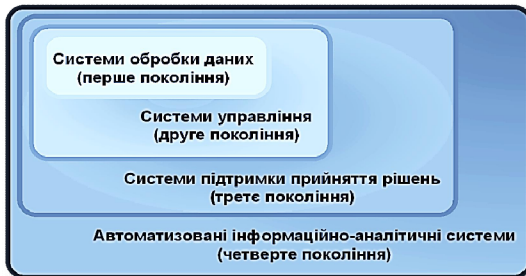 Системи обробки даних
(перше покоління)
Системи управління
(друге покоління)
Системи підтримки прийняття рішень
(третє покоління)
Автоматизовані інформаційно-аналітичні системи
(четверте покоління)